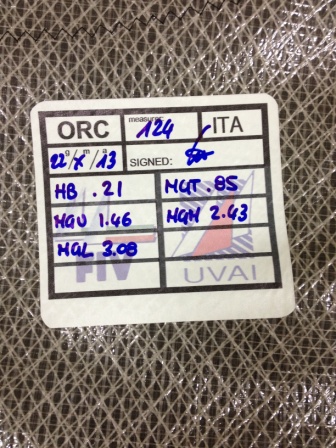 ORC measurer 124 ITA
g m a
22/X/13 SIGNED:
HB .21 MGT .85
MGU 1.46 MGM 2.43
MGL 3.08
FIV UVAI